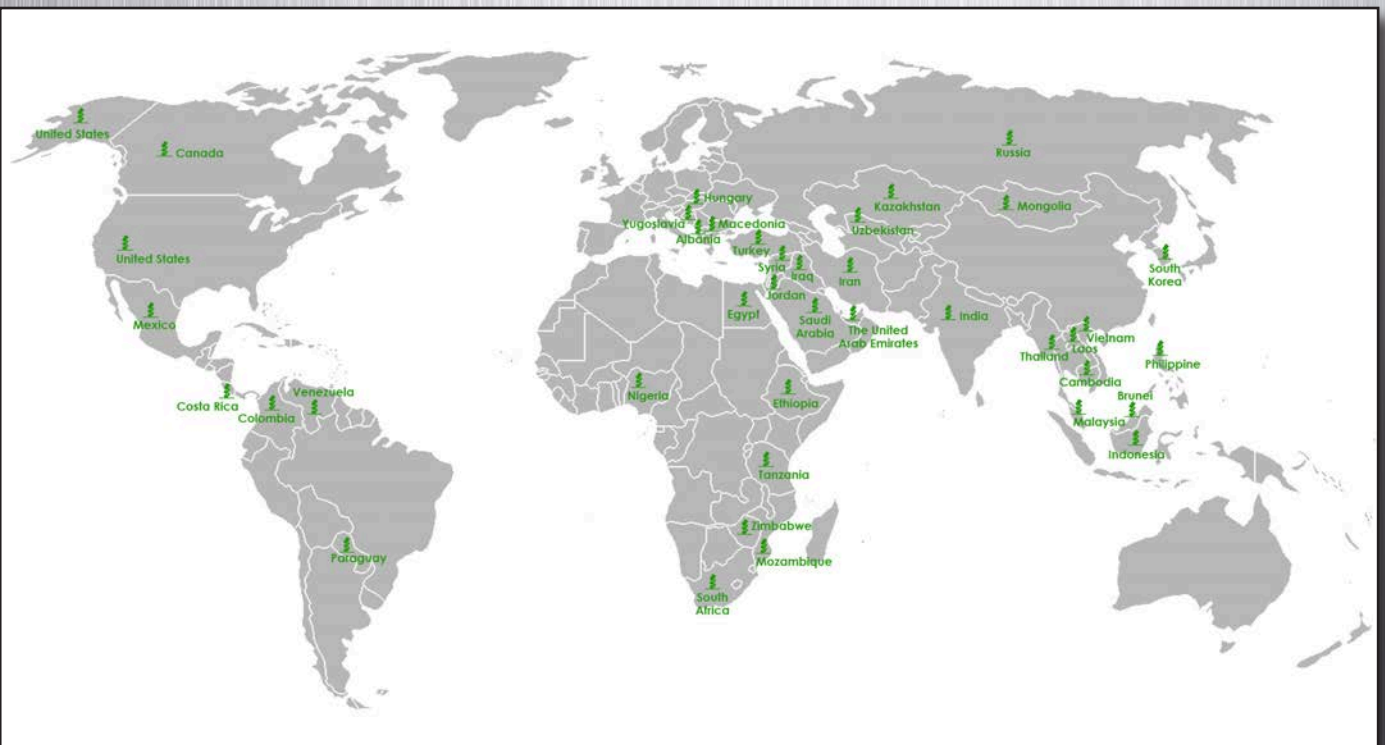 United States
Canada
Russia
Hungary
Kazakhstan
Mongolia
Yugoslavia
Macedonia
Uzbekistan
Albania
Turkey
United States
Syria
Iraq
Iran
South
Korea
Jordan
Mexico
Egypt
Saudi
Arabia
The United
Arab Emirates
India
Vietnam
Laos
Thailand
Philippine
Cambodia
Venezuela
Costa Rica
Colombia
Nigeria
Ethiopia
Brunei
Malaysia
Indonesia
Tanzania
Zimbabwe
Paraguay
Mozambique
South
Africa